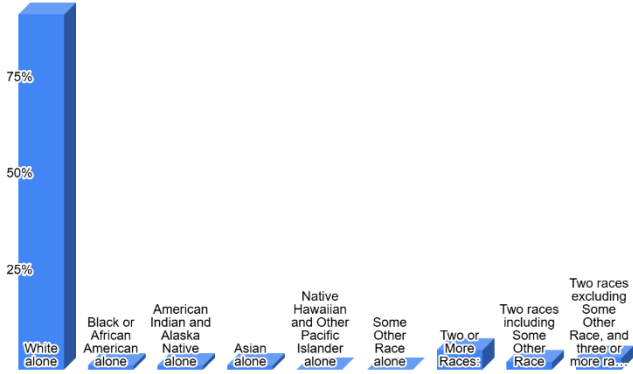 75%
50%
25%
White
alone
Black or
African
American
alone
American
Indian and
Alaska
Native
alone
Asian
alone
Native
Hawaiian
and Other
Pacific
Islander
alone
Some
Other
Race
alone
Two or
More
Races:
Two races
including
Some
Other
Race
Two races
excluding
Some
Other
Race, and
three or
more ra...